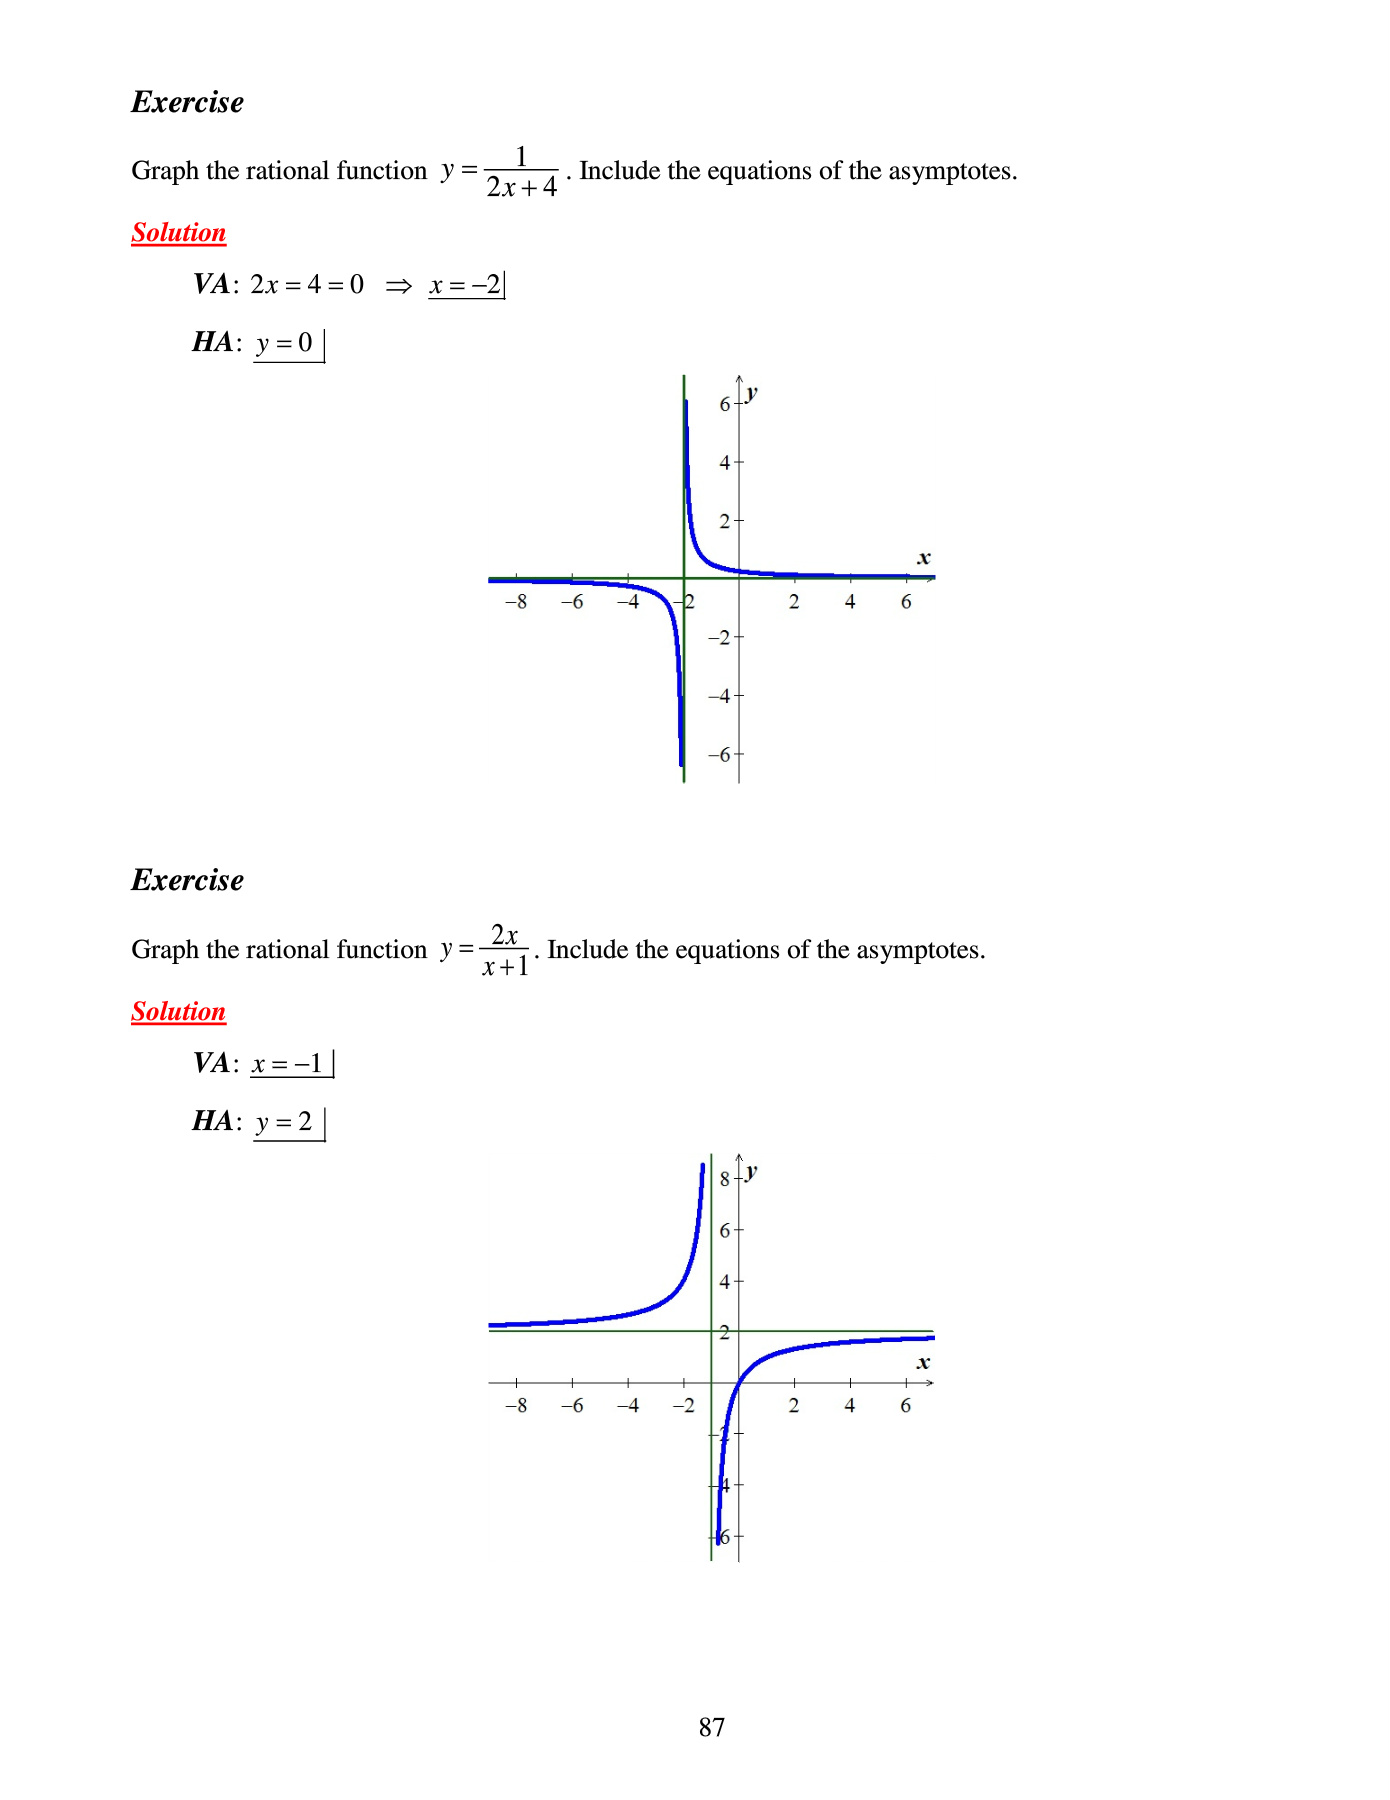 Exercise
Graph the rational function y = 1/(2x + 4) . Include the equations of the asymptotes.
Solution
VA: 2x = 4 = 0 ⇒ x = −2
HA: y = 0
y
6
4
2
x
−8 −6 −4 −2 2 4 6
−2
−4
−6
Exercise
Graph the rational function y = 2x/(x + 1) . Include the equations of the asymptotes.
Solution
VA: x = −1
HA: y = 2
8 y
6
4
2
x
−8 −6 −4 −2 2 4 6
−2
−4
−6
87